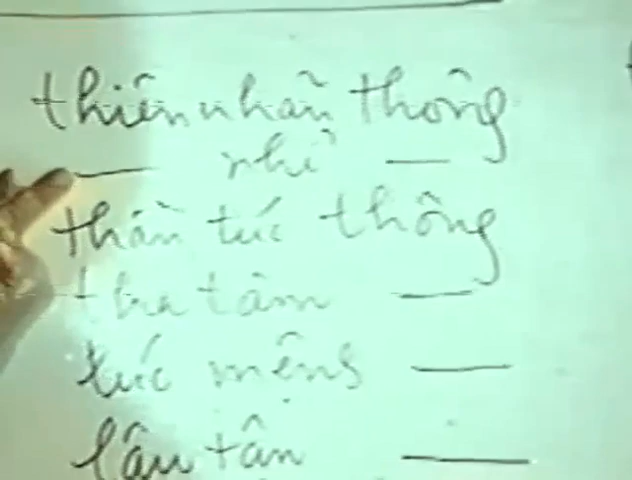 thiên nhãn thông
— nhĩ —
thần túc thông
tha tâm —
túc mệnh —
lậu tận —